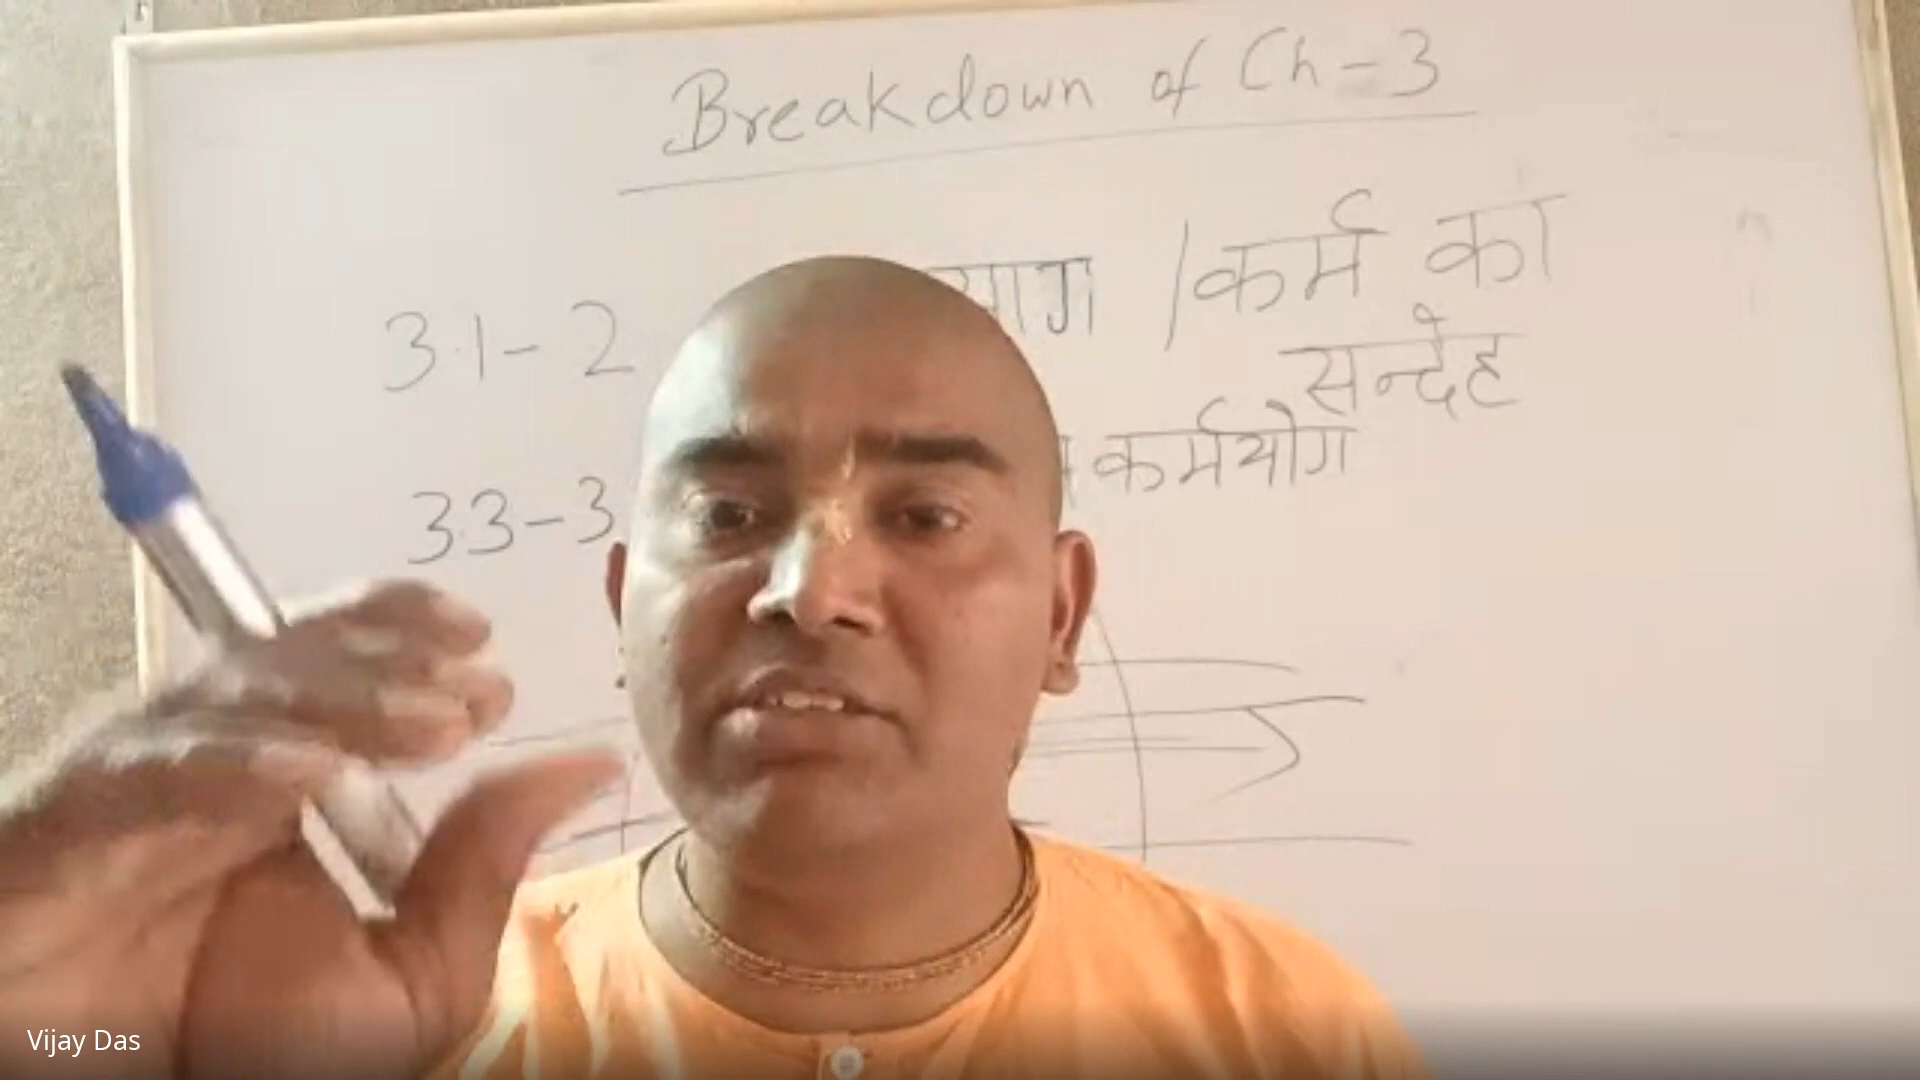 Breakdown of Ch-3
3.1-2 / कर्म का
सन्देह
3.3-3 कर्मयोग
Vijay Das